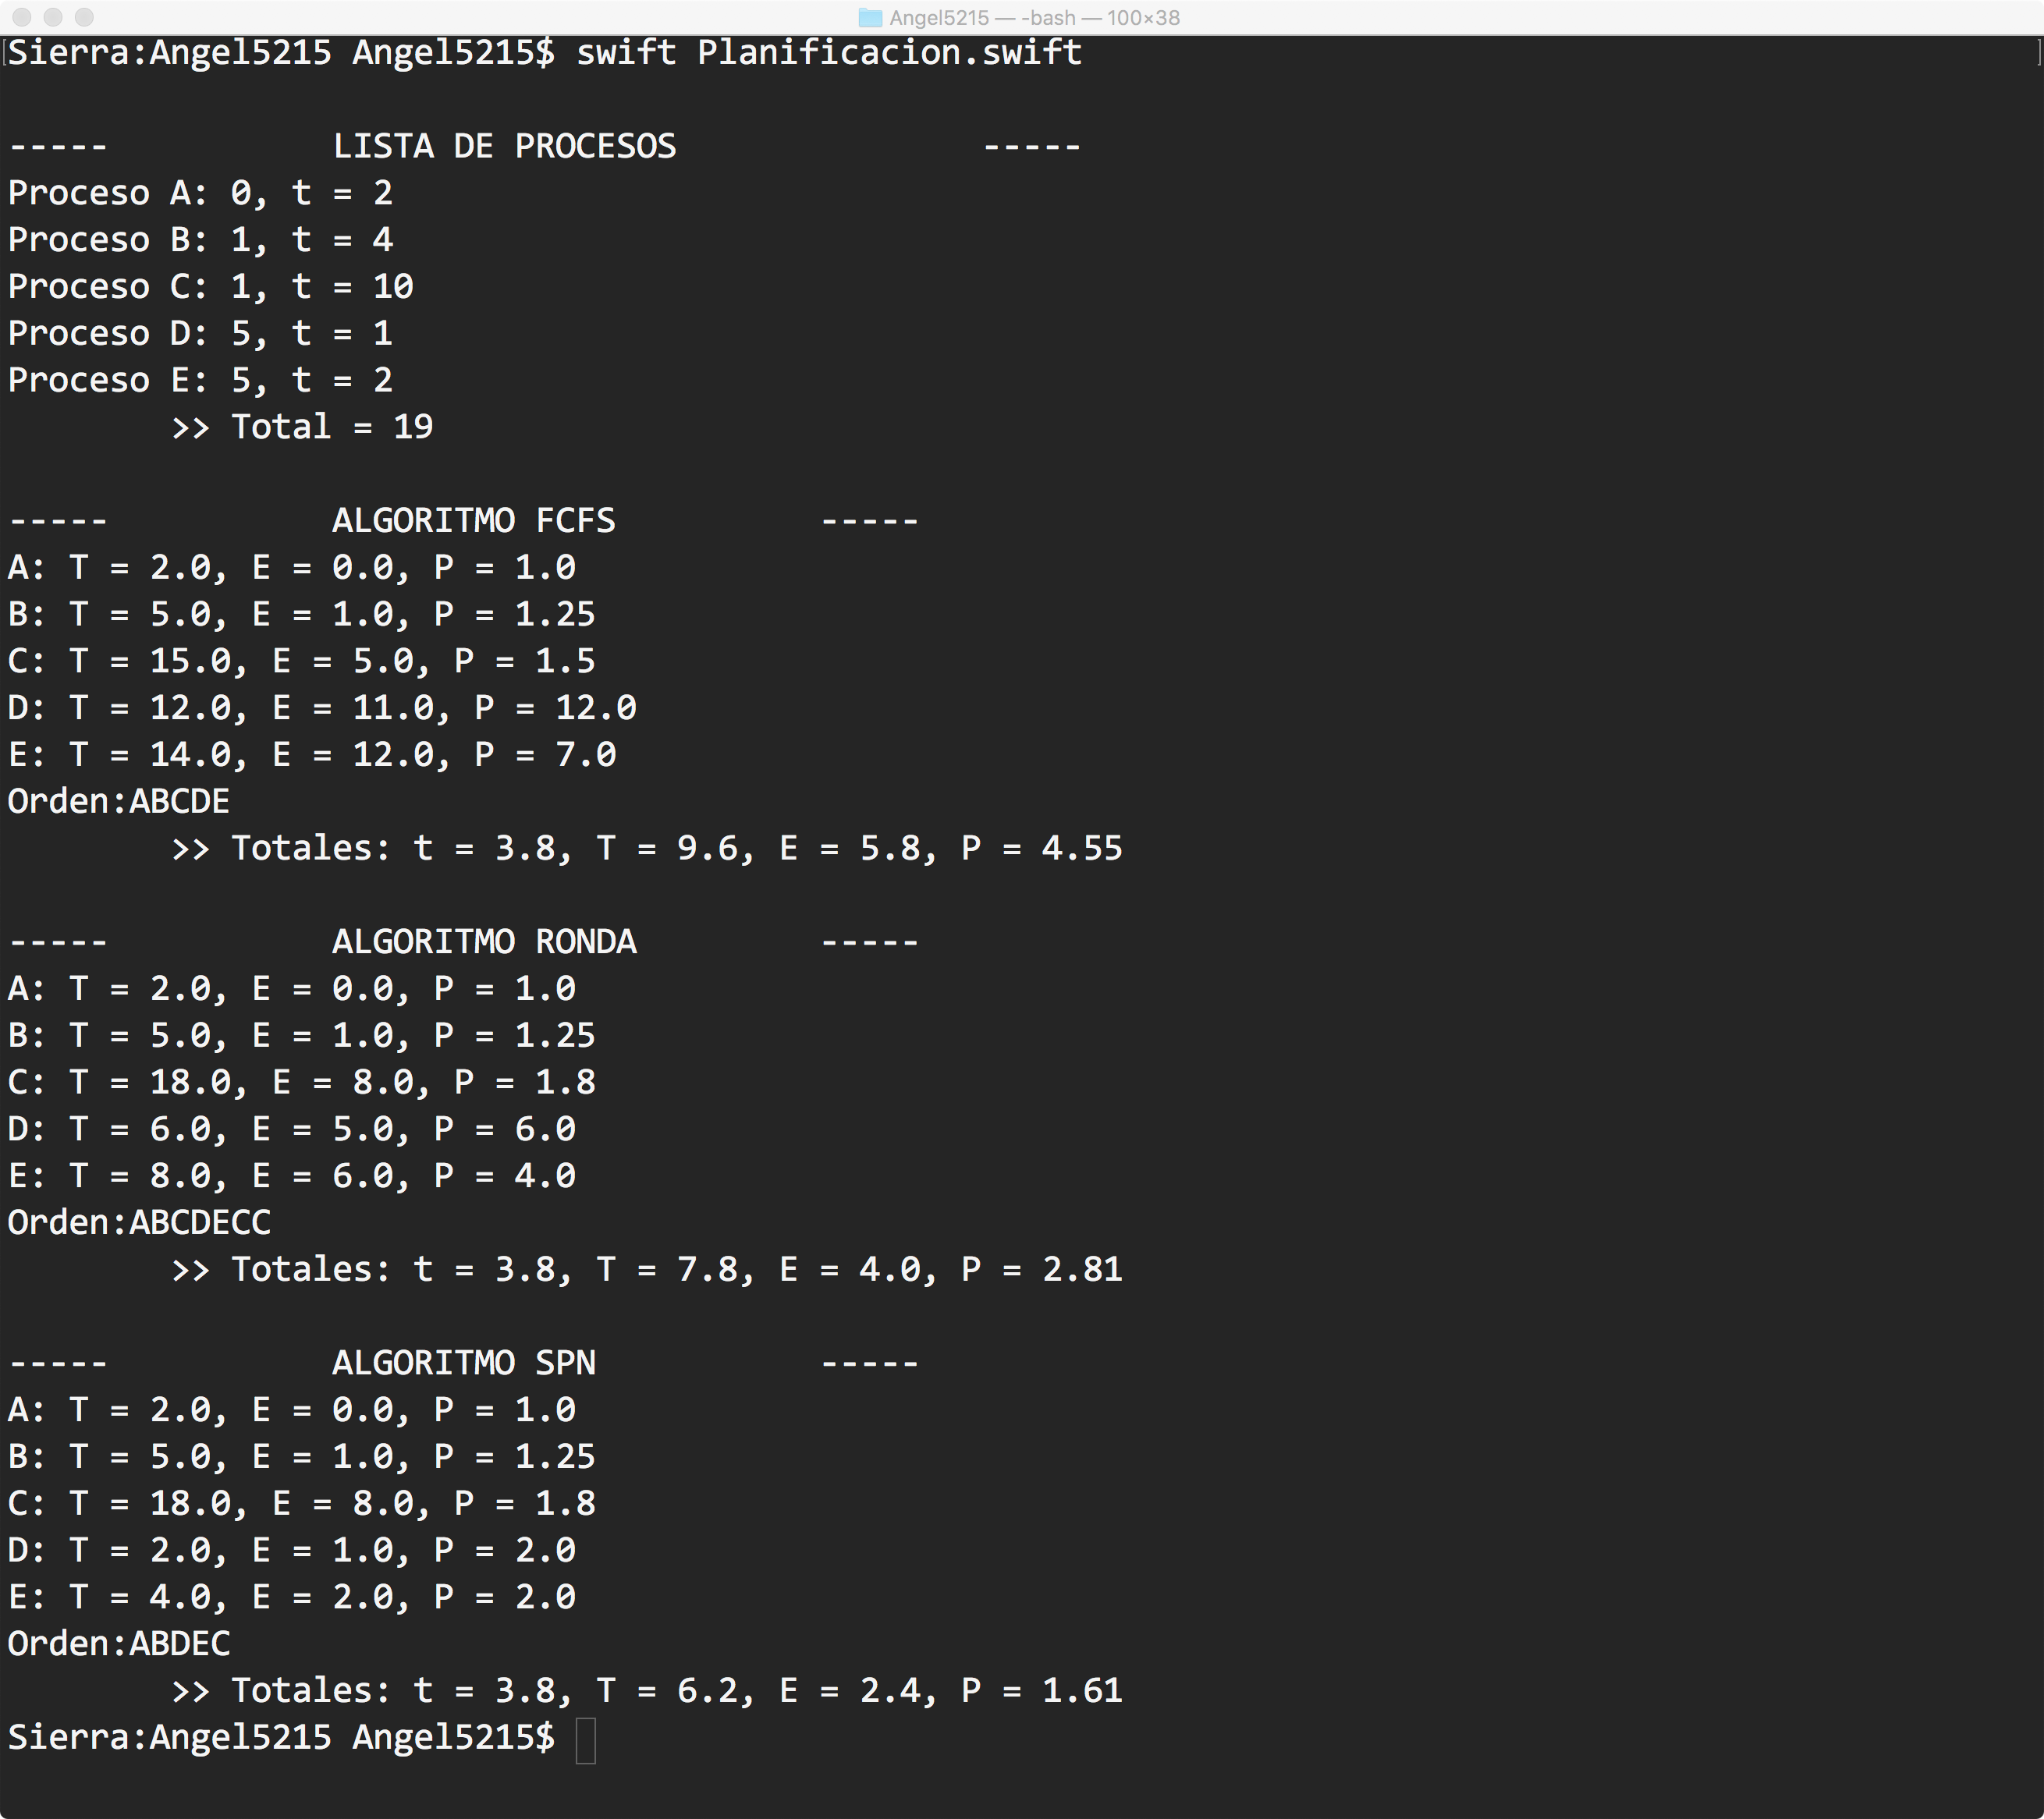 Angel5215 — -bash — 100×38
Sierra:Angel5215 Angel5215$ swift Planificacion.swift
----- LISTA DE PROCESOS -----
Proceso A: 0, t = 2
Proceso B: 1, t = 4
Proceso C: 1, t = 10
Proceso D: 5, t = 1
Proceso E: 5, t = 2
>> Total = 19
----- ALGORITMO FCFS -----
A: T = 2.0, E = 0.0, P = 1.0
B: T = 5.0, E = 1.0, P = 1.25
C: T = 15.0, E = 5.0, P = 1.5
D: T = 12.0, E = 11.0, P = 12.0
E: T = 14.0, E = 12.0, P = 7.0
Orden:ABCDE
>> Totales: t = 3.8, T = 9.6, E = 5.8, P = 4.55
----- ALGORITMO RONDA -----
A: T = 2.0, E = 0.0, P = 1.0
B: T = 5.0, E = 1.0, P = 1.25
C: T = 18.0, E = 8.0, P = 1.8
D: T = 6.0, E = 5.0, P = 6.0
E: T = 8.0, E = 6.0, P = 4.0
Orden:ABCDECC
>> Totales: t = 3.8, T = 7.8, E = 4.0, P = 2.81
----- ALGORITMO SPN -----
A: T = 2.0, E = 0.0, P = 1.0
B: T = 5.0, E = 1.0, P = 1.25
C: T = 18.0, E = 8.0, P = 1.8
D: T = 2.0, E = 1.0, P = 2.0
E: T = 4.0, E = 2.0, P = 2.0
Orden:ABDEC
>> Totales: t = 3.8, T = 6.2, E = 2.4, P = 1.61
Sierra:Angel5215 Angel5215$